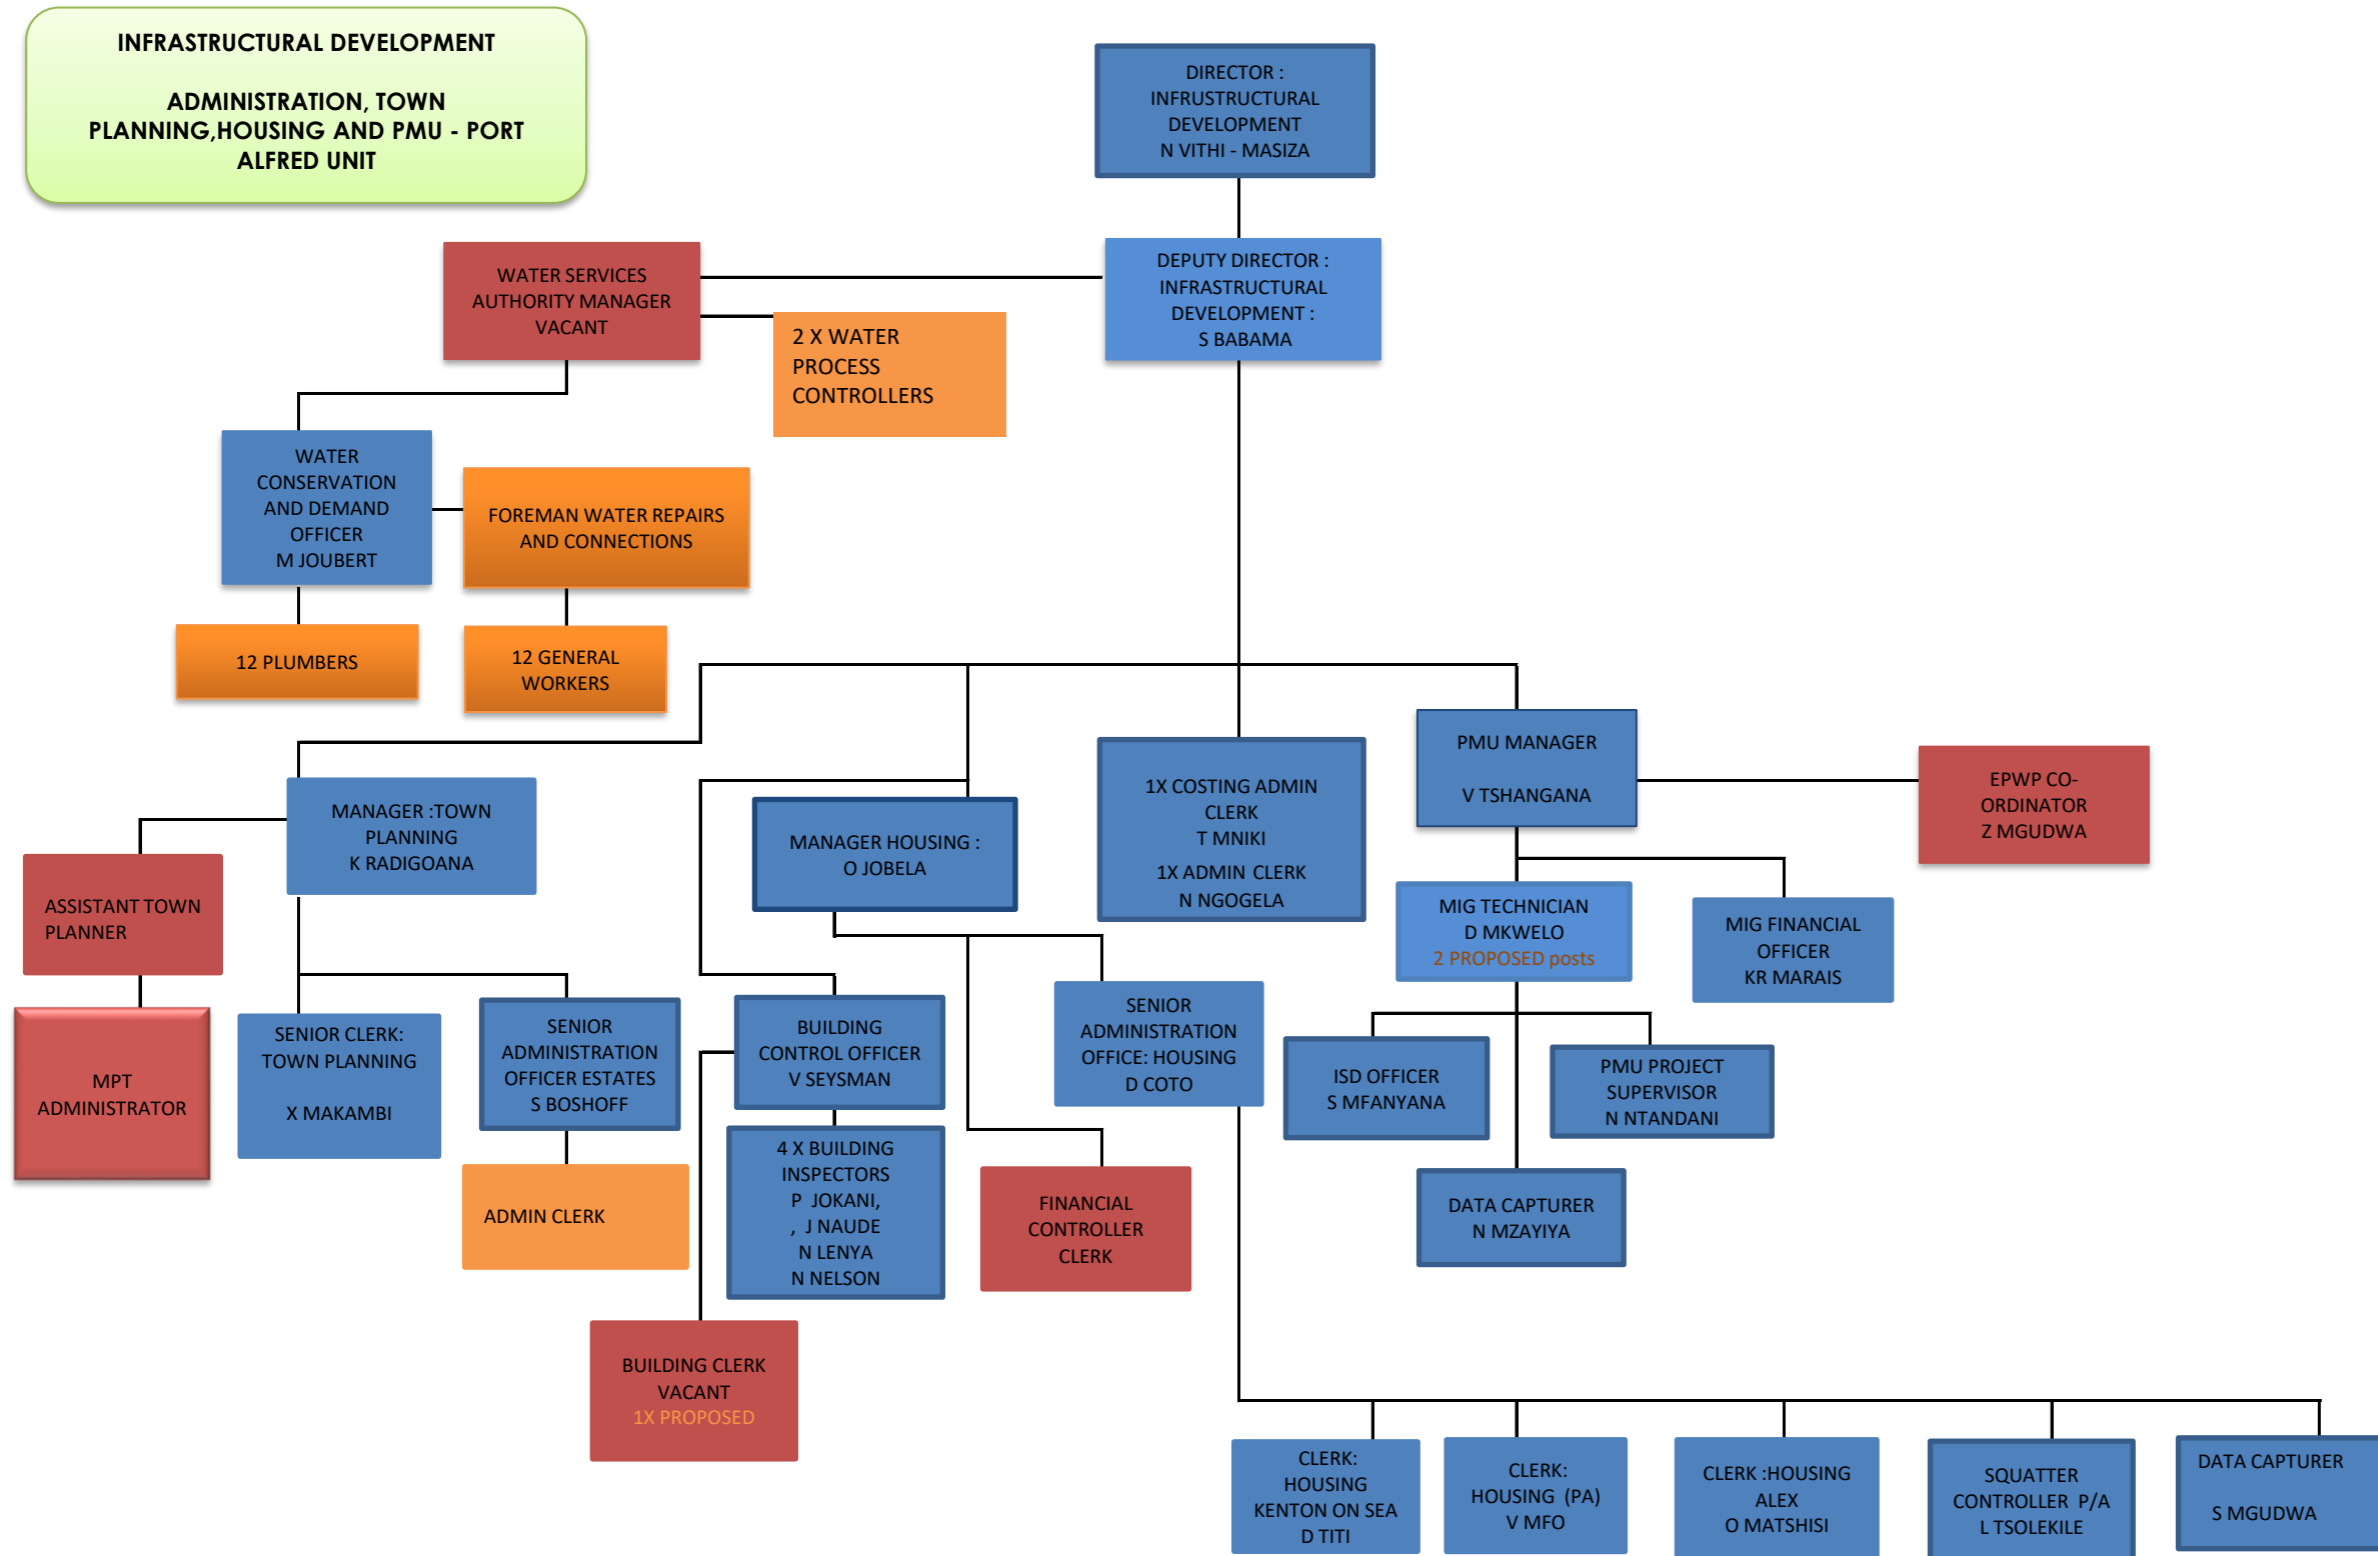 INFRASTRUCTURAL DEVELOPMENT
ADMINISTRATION, TOWN
PLANNING,HOUSING AND PMU - PORT
ALFRED UNIT
DIRECTOR :
INFRUSTRUCTURAL
DEVELOPMENT
N VITHI - MASIZA
WATER SERVICES
AUTHORITY MANAGER
VACANT
DEPUTY DIRECTOR :
INFRASTRUCTURAL
DEVELOPMENT :
S BABAMA
2 X WATER
PROCESS
CONTROLLERS
WATER
CONSERVATION
AND DEMAND
OFFICER
M JOUBERT
FOREMAN WATER REPAIRS
AND CONNECTIONS
12 PLUMBERS
12 GENERAL
WORKERS
MANAGER :TOWN
PLANNING
K RADIGOANA
MANAGER HOUSING :
O JOBELA
1X COSTING ADMIN
CLERK
T MNIKI
1X ADMIN CLERK
N NGOGELA
PMU MANAGER
V TSHANGANA
EPWP CO-
ORDINATOR
Z MGUDWA
ASSISTANT TOWN
PLANNER
MIG TECHNICIAN
D MKWELO
2 PROPOSED posts
MIG FINANCIAL
OFFICER
KR MARAIS
MPT
ADMINISTRATOR
SENIOR CLERK:
TOWN PLANNING
X MAKAMBI
SENIOR
ADMINISTRATION
OFFICER ESTATES
S BOSHOFF
BUILDING
CONTROL OFFICER
V SEYSMAN
SENIOR
ADMINISTRATION
OFFICE: HOUSING
D COTO
ISD OFFICER
S MFANYANA
PMU PROJECT
SUPERVISOR
N NTANDANI
ADMIN CLERK
4 X BUILDING
INSPECTORS
P JOKANI,
, J NAUDE
N LENYA
N NELSON
FINANCIAL
CONTROLLER
CLERK
DATA CAPTURER
N MZAYIYA
BUILDING CLERK
VACANT
1X PROPOSED
CLERK:
HOUSING
KENTON ON SEA
D TITI
CLERK:
HOUSING (PA)
V MFO
CLERK :HOUSING
ALEX
O MATSHISI
SQUATTER
CONTROLLER P/A
L TSOLEKILE
DATA CAPTURER
S MGUDWA